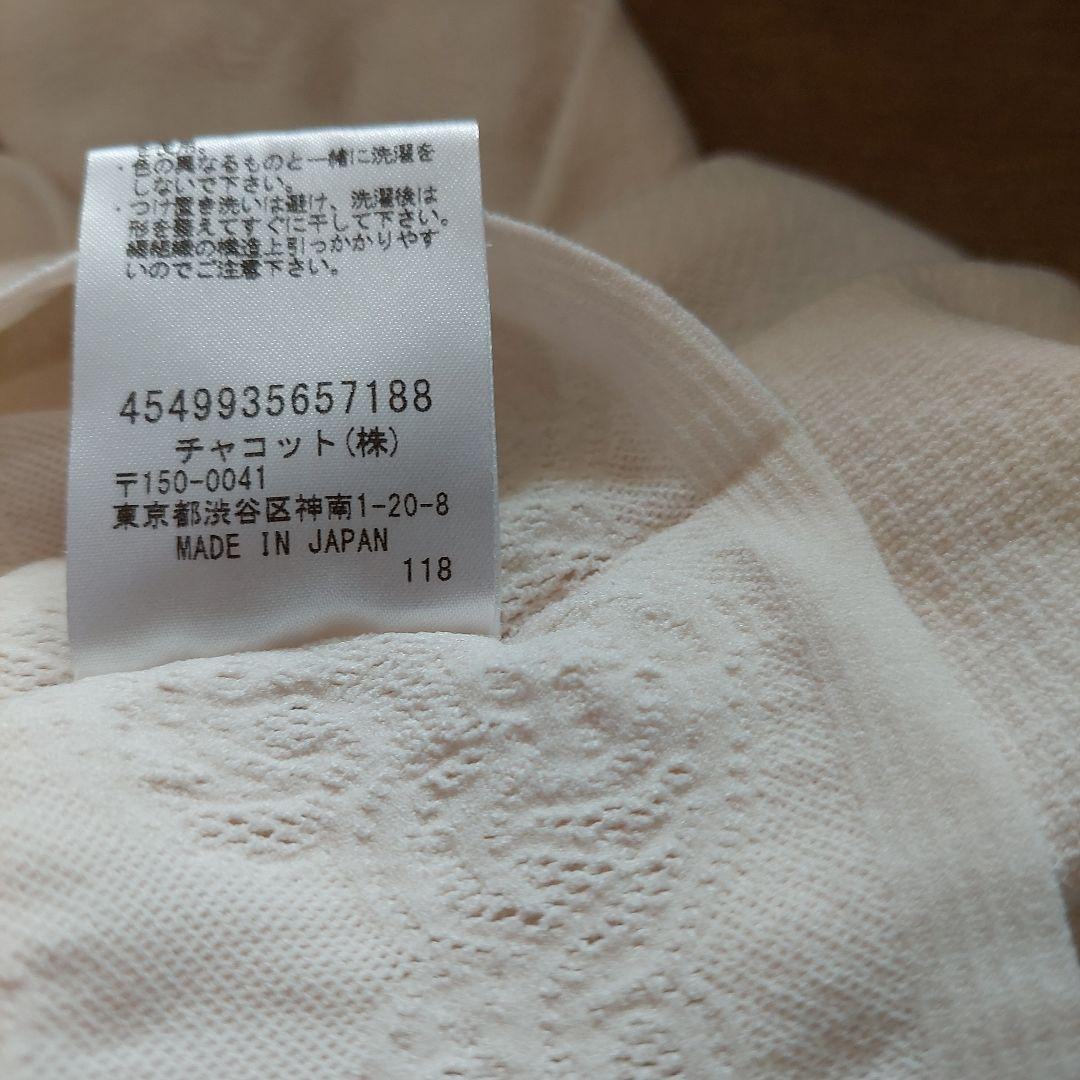 ・色の異なるものと一緒に洗濯を
しないで下さい。
・つけ置き洗いは避け、洗濯後は
形を整えてすぐに干して下さい。
の構造上引っかかりやす
いのでご注意下さい。
4549935657188
チャコット(株)
〒150-0041
東京都渋谷区神南1-20-8
MADE IN JAPAN
118